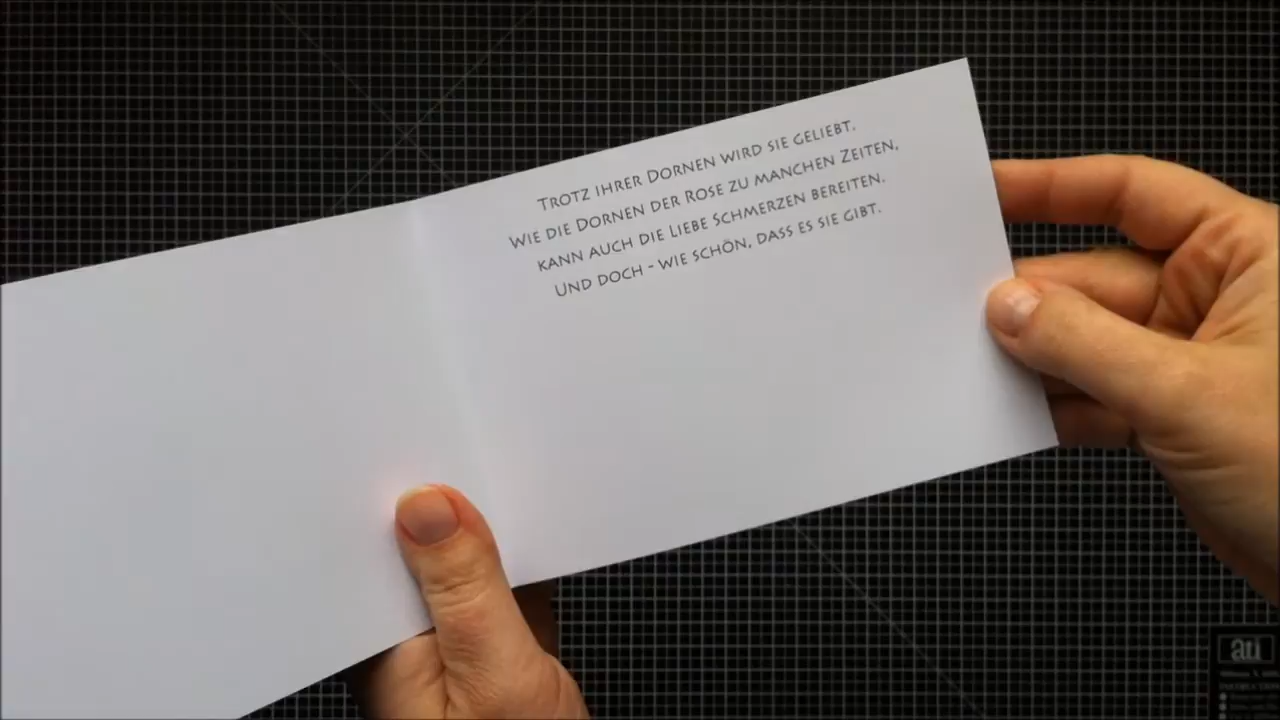 Trotz ihrer Dornen wird sie geliebt.
Wie die Dornen der Rose zu manchen Zeiten,
kann auch die Liebe Schmerzen bereiten.
Und doch - wie schön, dass es sie gibt.